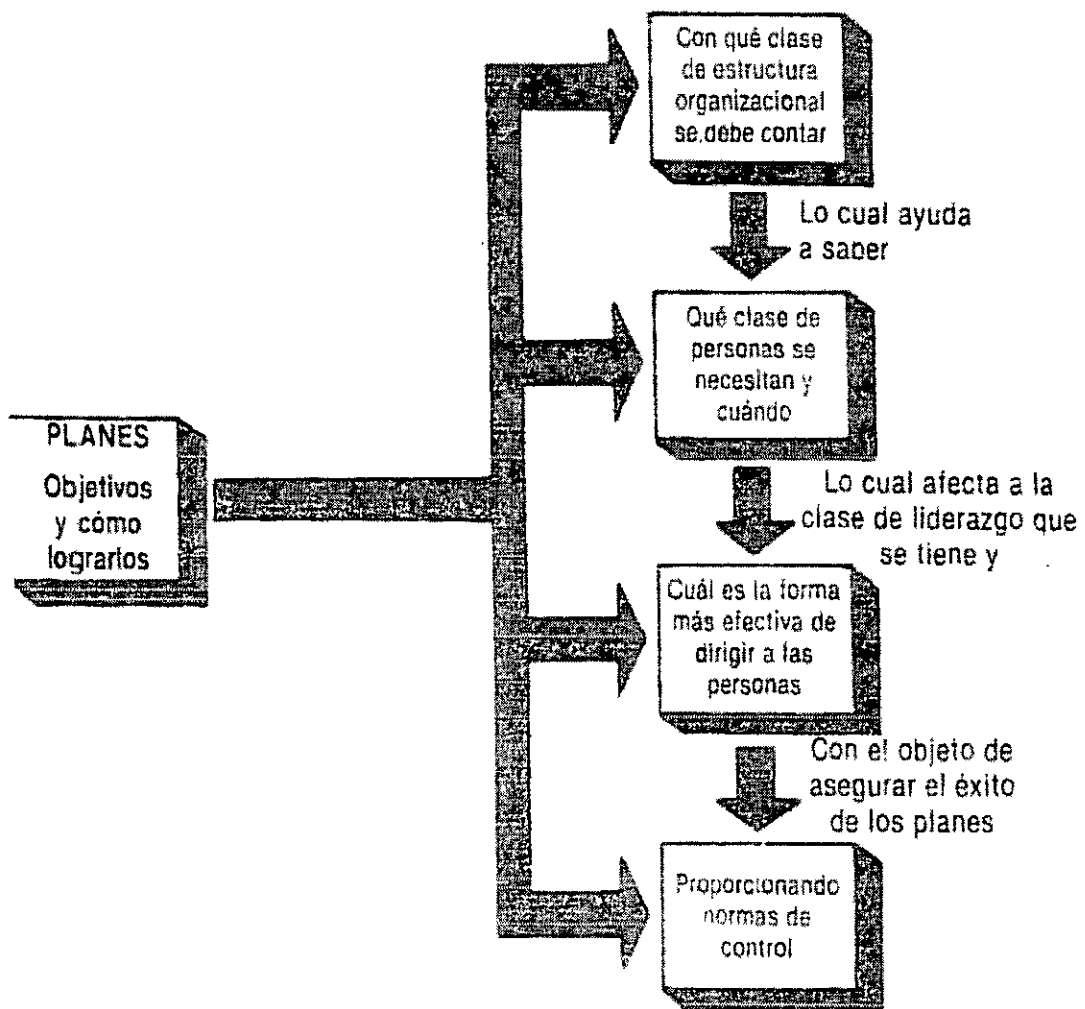 Con qué clase
de estructura
organizacional
se.debe contar
Lo cual ayuda
a saber
Qué clase de
personas se
necesitan y
cuándo
PLANES
Objetivos
y cómo
lograrlos
Lo cual afecta a la
clase de liderazgo que
se tiene y
Cuál es la forma
más efectiva de
dirigir a las
personas
Con el objeto de
asegurar el éxito
de los planes
Proporcionando
normas de
control